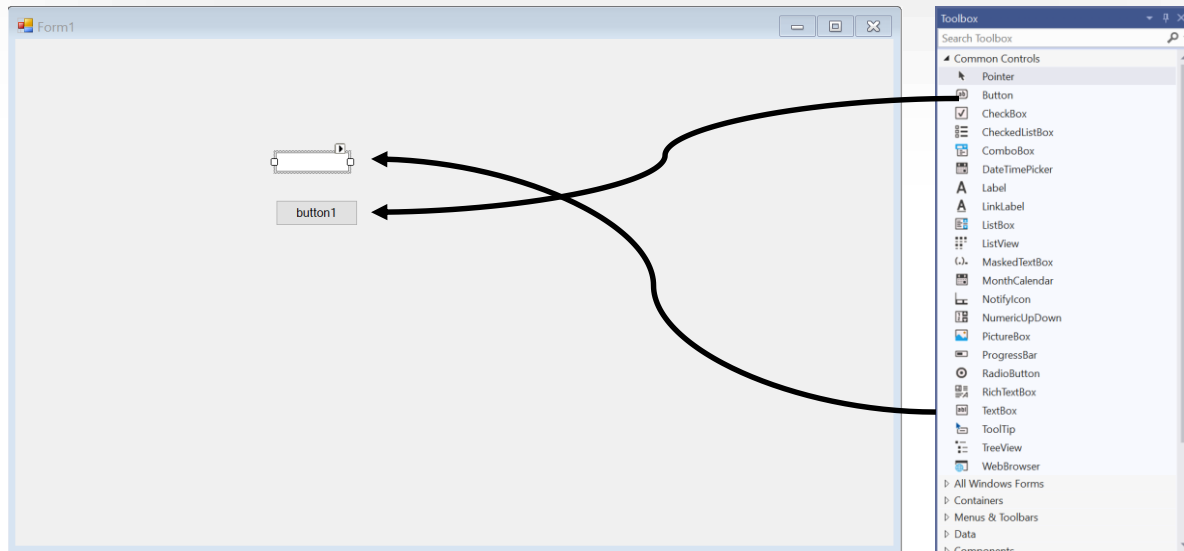 Form1
button1
Toolbox
Search Toolbox
Common Controls
Pointer
Button
CheckBox
CheckedListBox
ComboBox
DateTimePicker
Label
LinkLabel
ListBox
ListView
MaskedTextBox
MonthCalendar
NotifyIcon
NumericUpDown
PictureBox
ProgressBar
RadioButton
RichTextBox
TextBox
ToolTip
TreeView
WebBrowser
All Windows Forms
Containers
Menus & Toolbars
Data
Components